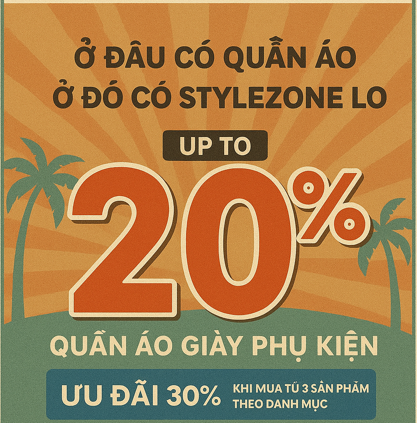 Ở ĐÂU CÓ QUẦN ÁO
Ở ĐÓ CÓ STYLEZONE LO
UP TO
20%
QUẦN ÁO GIÀY PHỤ KIỆN
ƯU ĐÃI 30%
KHI MUA TŪ 3 SẢN PHẨM
THEO DANH MỤC